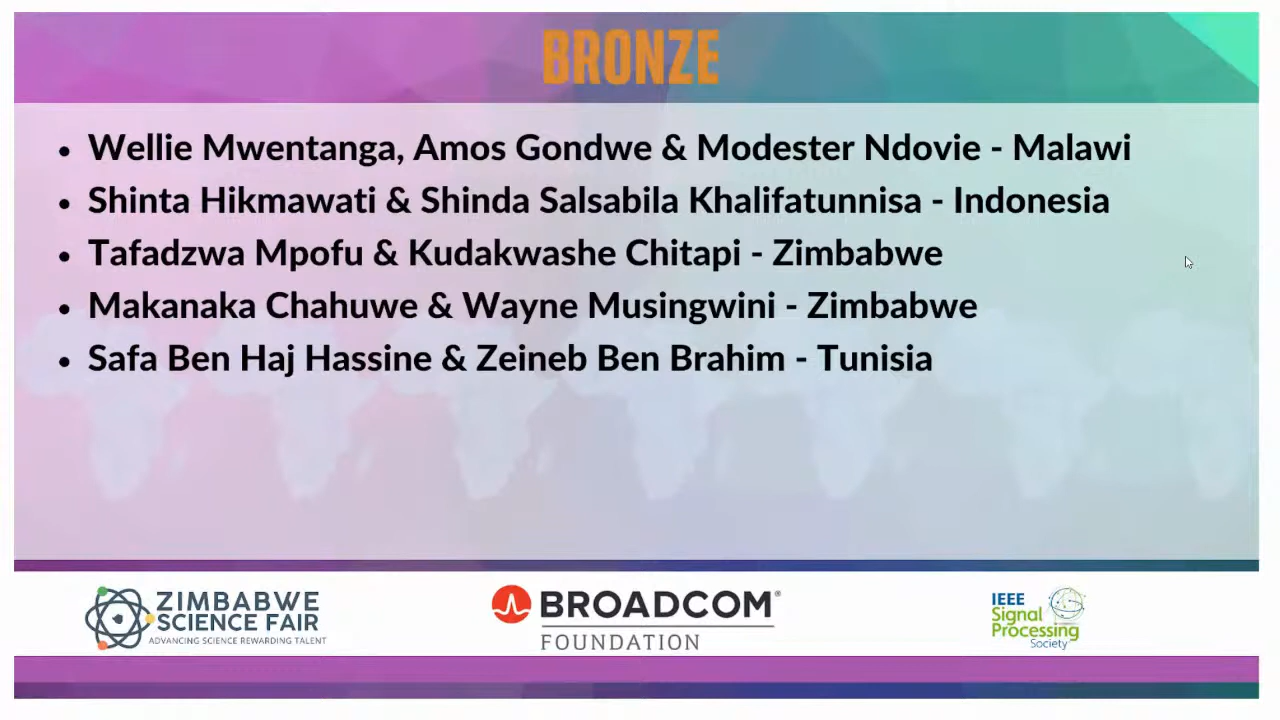 BRONZE
• Wellie Mwentanga, Amos Gondwe & Modester Ndovie - Malawi
• Shinta Hikmawati & Shinda Salsabila Khalifatunnisa - Indonesia
• Tafadzwa Mpofu & Kudakwashe Chitapi - Zimbabwe
• Makanaka Chahuwe & Wayne Musingwini - Zimbabwe
• Safa Ben Haj Hassine & Zeineb Ben Brahim - Tunisia
ZIMBABWE
SCIENCE FAIR
ADVANCING SCIENCE REWARDING TALENT
BROADCOM®
FOUNDATION
IEEE
Signal
Processing
Society